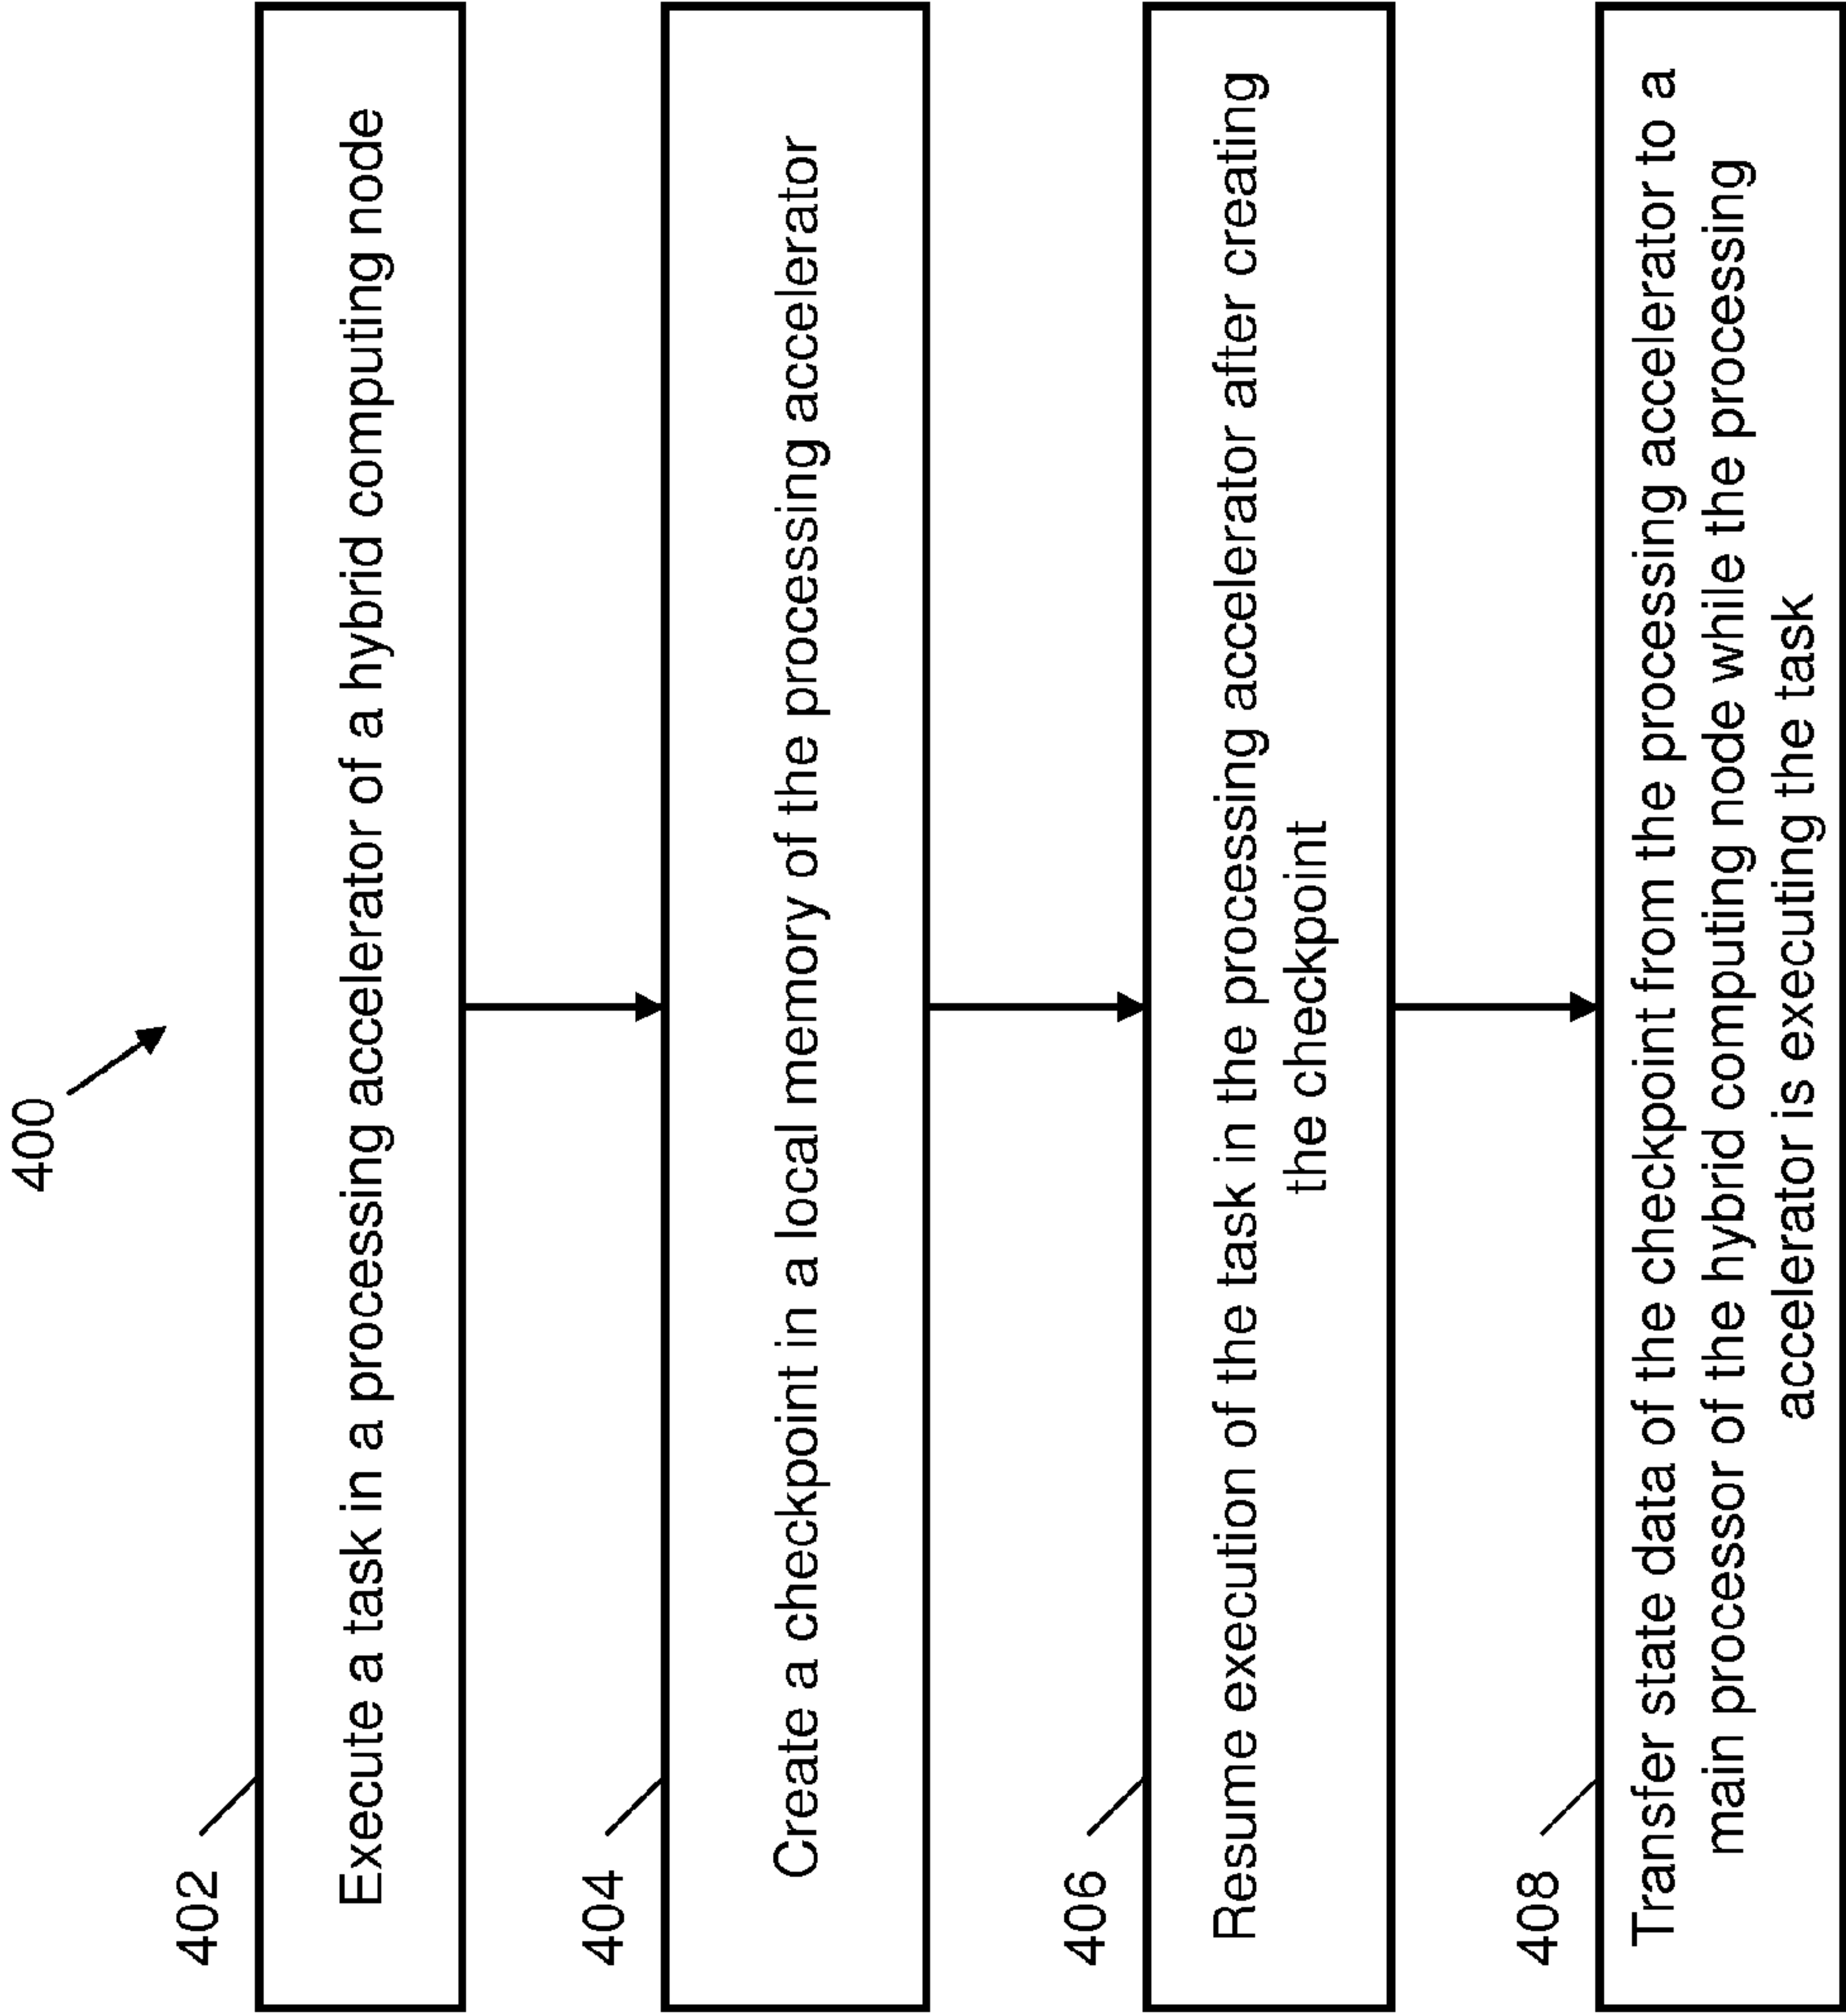 400
402
Execute a task in a processing accelerator of a hybrid computing node
404
Create a checkpoint in a local memory of the processing accelerator
406
Resume execution of the task in the processing accelerator after creating
the checkpoint
408
Transfer state data of the checkpoint from the processing accelerator to a
main processor of the hybrid computing node while the processing
accelerator is executing the task